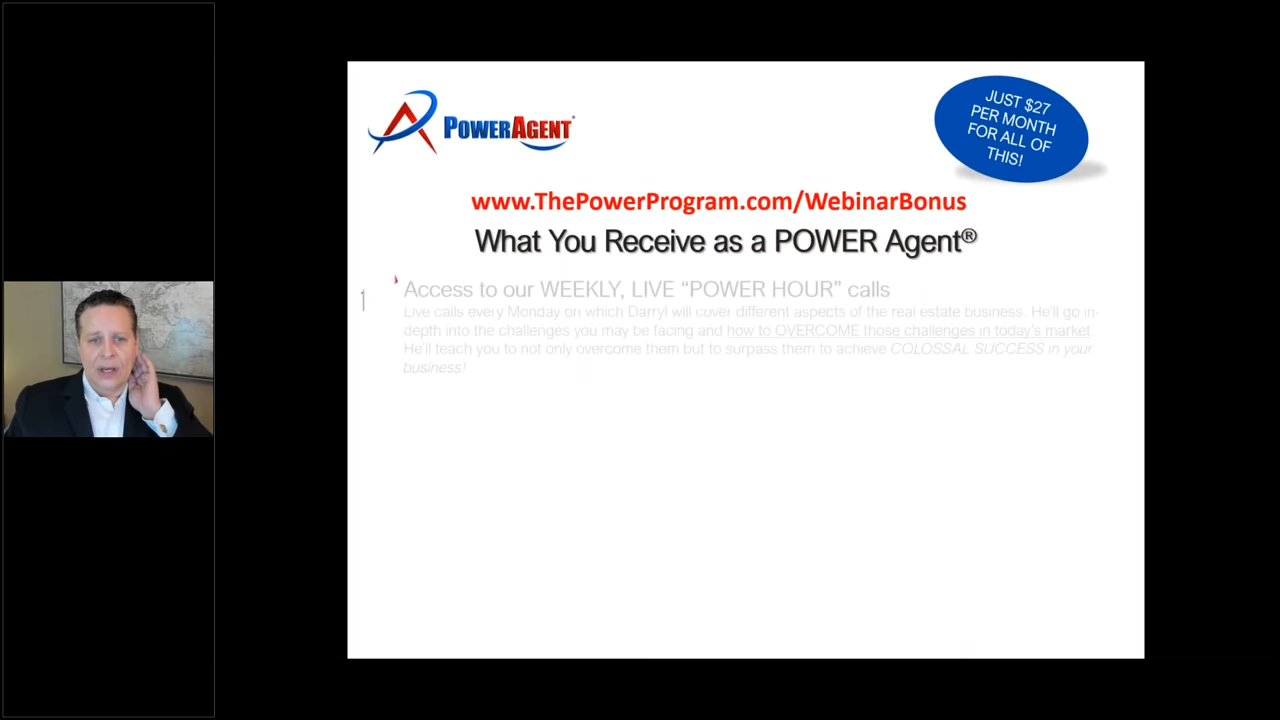 POWERAGENT®
JUST $27
PER MONTH
FOR ALL OF
THIS!
www.ThePowerProgram.com/WebinarBonus
What You Receive as a POWER Agent®
1
Access to our WEEKLY, LIVE “POWER HOUR” calls
Live calls every Monday on which Darryl will cover different aspects of the real estate business. He'll go in-
depth into the challenges you may be facing and how to OVERCOME those challenges in today's market
He'll teach you to not only overcome them but to surpass them to achieve COLOSSAL SUCCESS in your
business!